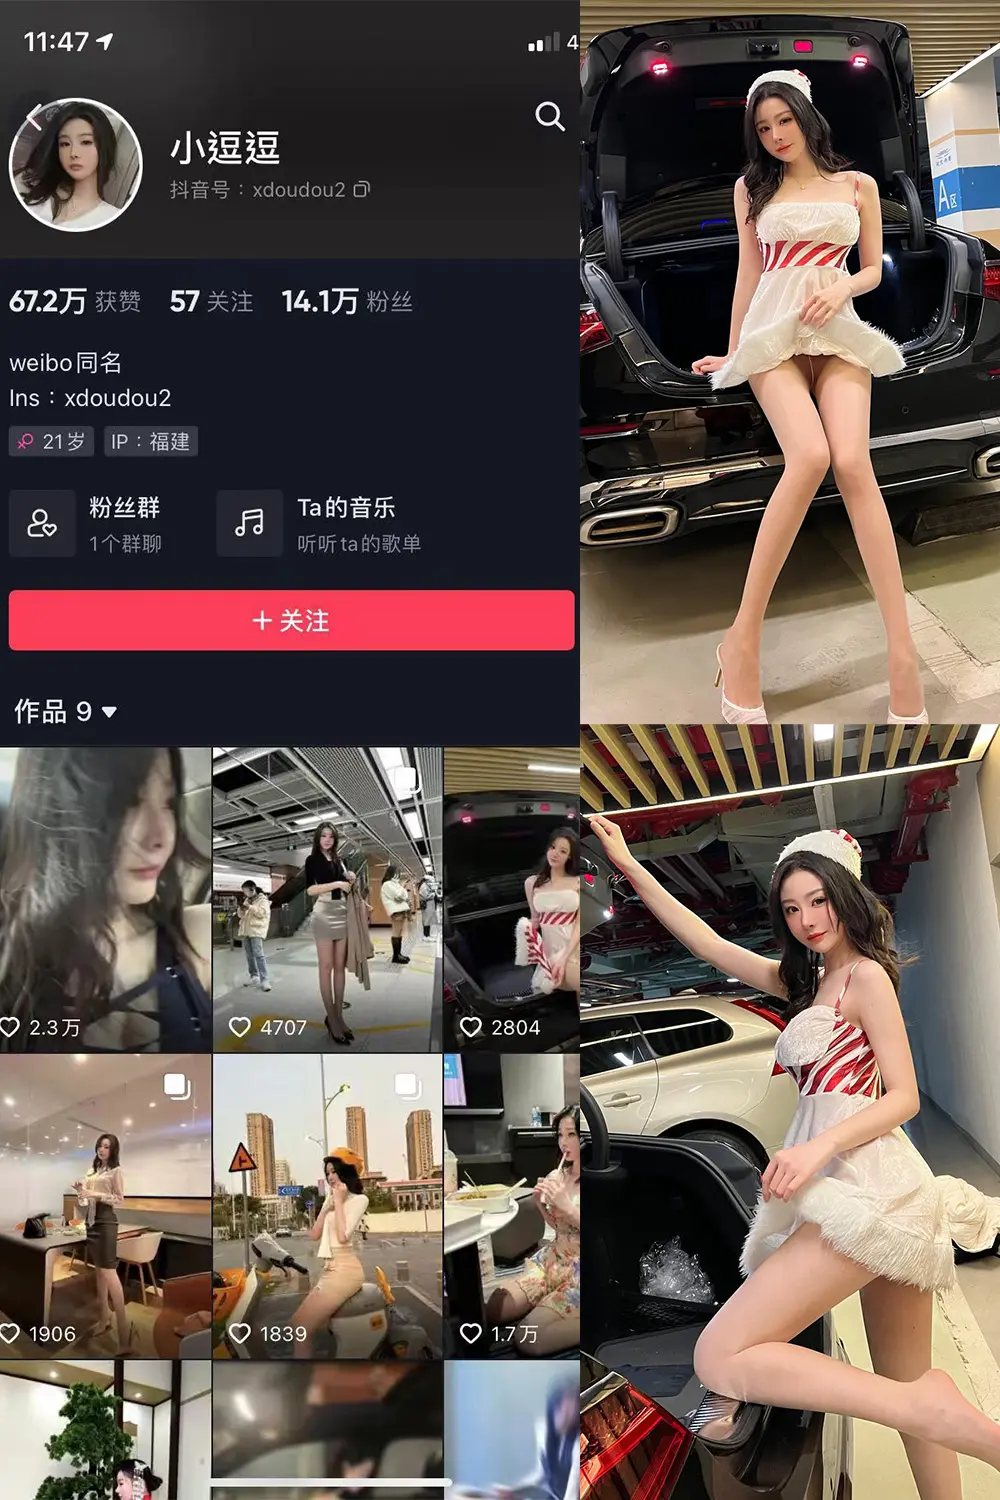 11:47
4
小逗逗
抖音号：xdoudou2
67.2万 获赞 57 关注 14.1万 粉丝
weibo同名
Ins：xdoudou2
21岁 IP：福建
粉丝群
1个群聊
Ta的音乐
听听ta的歌单
+ 关注
作品 9
2.3万
4707
2804
1906
1839
1.7万
A区